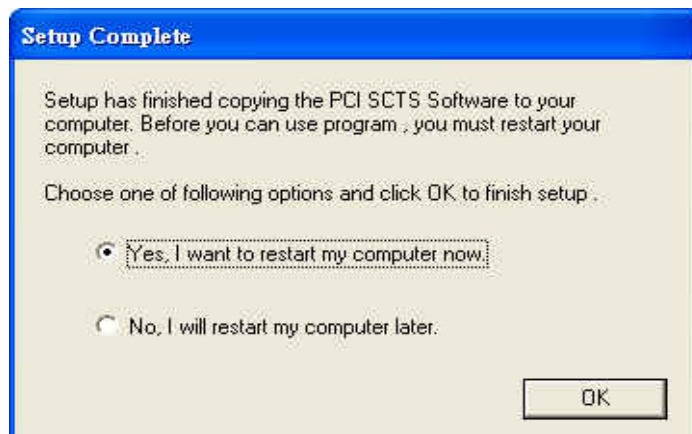 Setup Complete
Setup has finished copying the PCI SCTS Software to your
computer. Before you can use program , you must restart your
computer .
Choose one of following options and click OK to finish setup .
Yes, I want to restart my computer now.
No, I will restart my computer later.
OK